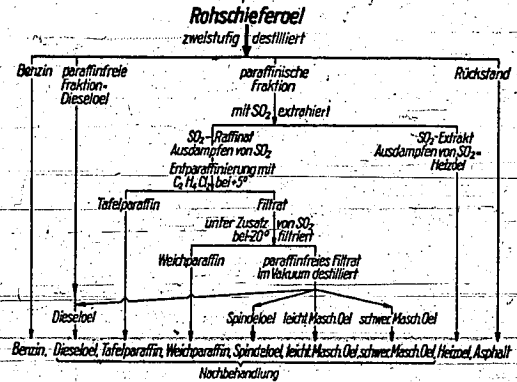 Rohschieferoel
zweistufig destilliert
Benzin
paraffinfreie
Fraktion=
Dieseloel
paraffinische
Fraktion
Rückstand
mit SO₂ extrahiert
SO₂-Raffinat
Ausdampfen von SO₂
SO₂-Extrakt
Ausdampfen von SO₂=
Heizoel
Entparaffinierung mit
C₂H₄Cl₂ bei +5°
Tafelparaffin
Filtrat
unter Zusatz von SO₂
bei -20° filtriert
Weichparaffin
paraffinfreies Filtrat
im Vakuum destilliert
Dieseloel
Spindeloel
leicht.Masch.Oel
schwer.Masch.Oel
Benzin, Dieseloel, Tafelparaffin, Weichparaffin, Spindeloel, leicht.Masch.Oel, schwer.Masch.Oel, Heizoel, Asphalt
Nachbehandlung